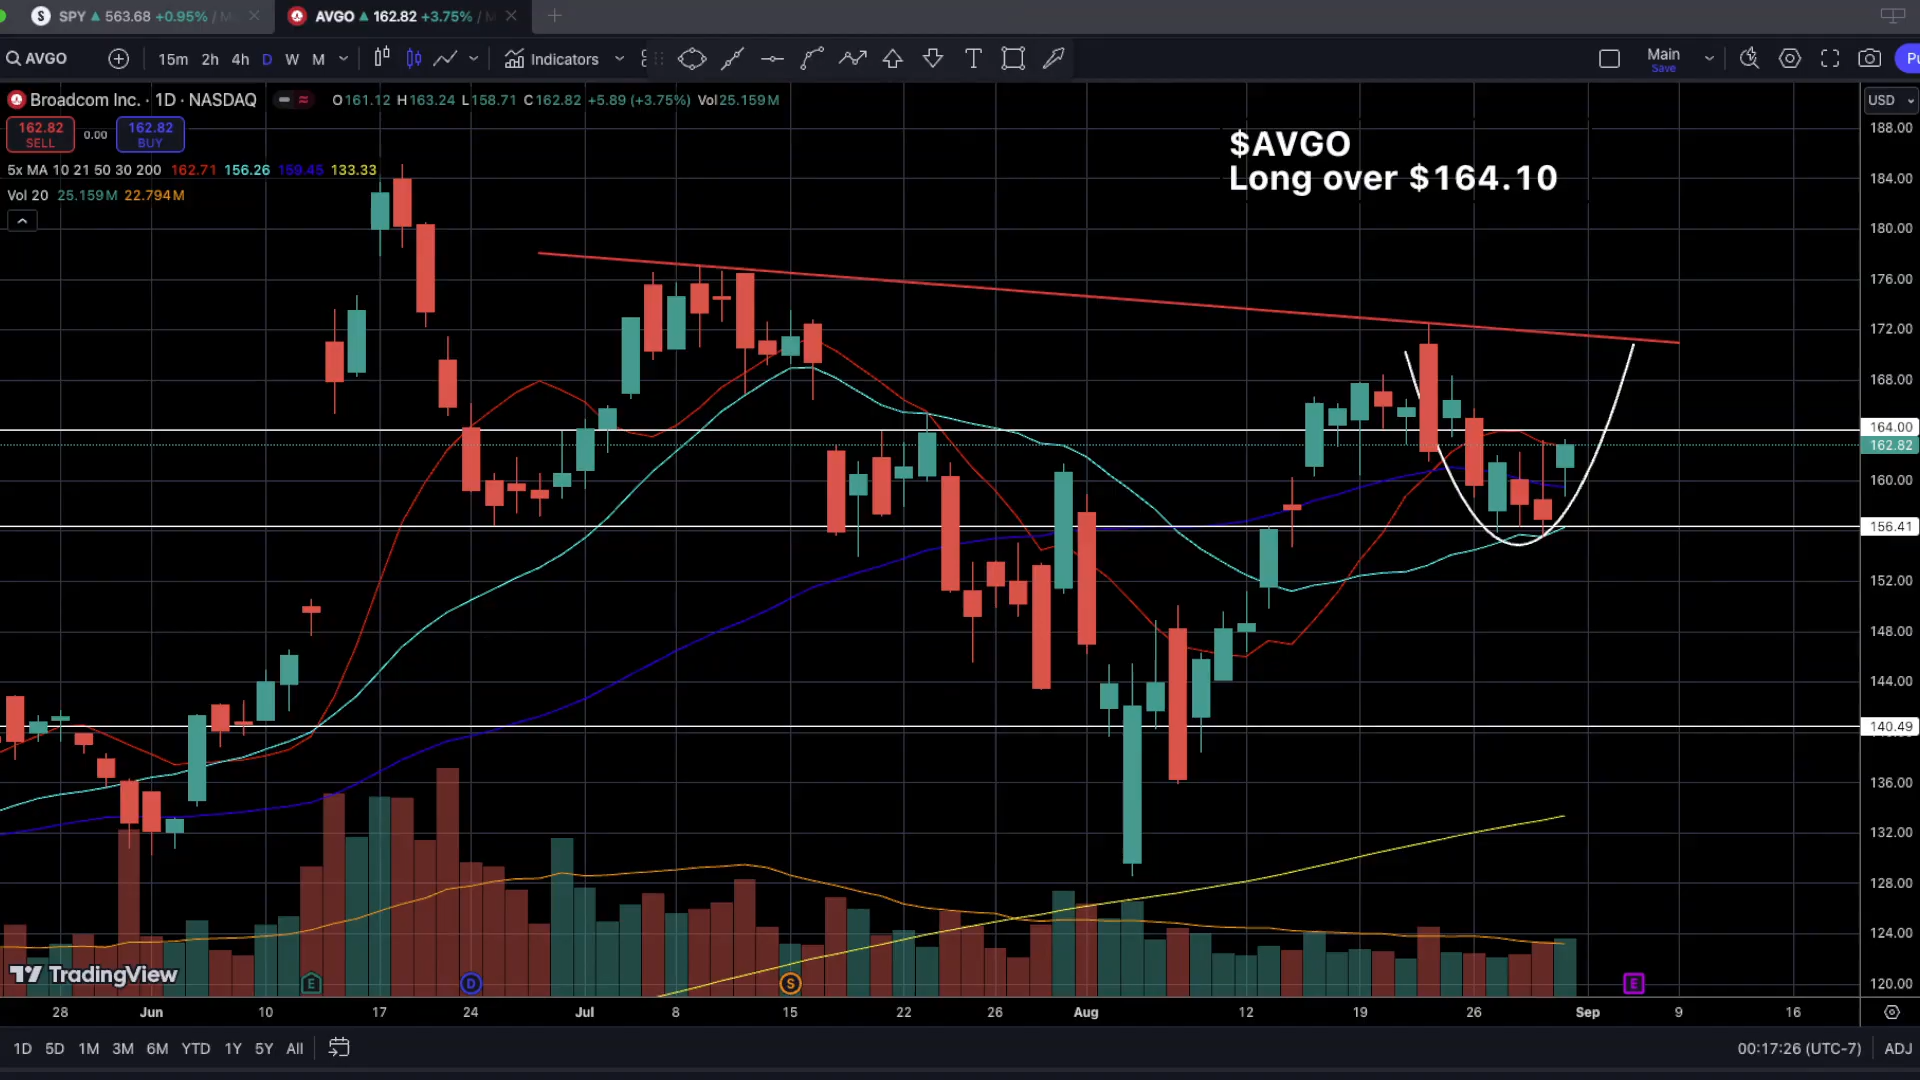 SPY ▲ 563.68 +0.95% / M
AVGO ▲ 162.82 +3.75% / M
AVGO
15m 2h 4h D W M
Indicators
Main
Save
Pu
Broadcom Inc. · 1D · NASDAQ
O161.12 H163.24 L158.71 C162.82 +5.89 (+3.75%) Vol25.159M
USD
162.82
SELL
0.00
162.82
BUY
5x MA 10 21 50 30 200 162.71 156.26 159.45 133.33
Vol 20 25.159M 22.794M
$AVGO
Long over $164.10
188.00
184.00
180.00
176.00
172.00
168.00
164.00
162.82
160.00
156.41
152.00
148.00
144.00
140.49
136.00
132.00
128.00
124.00
120.00
TradingView
E
D
S
E
28 Jun 10 17 24 Jul 8 15 22 26 Aug 12 19 26 Sep 9 16
1D 5D 1M 3M 6M YTD 1Y 5Y All
00:17:26 (UTC-7)
ADJ